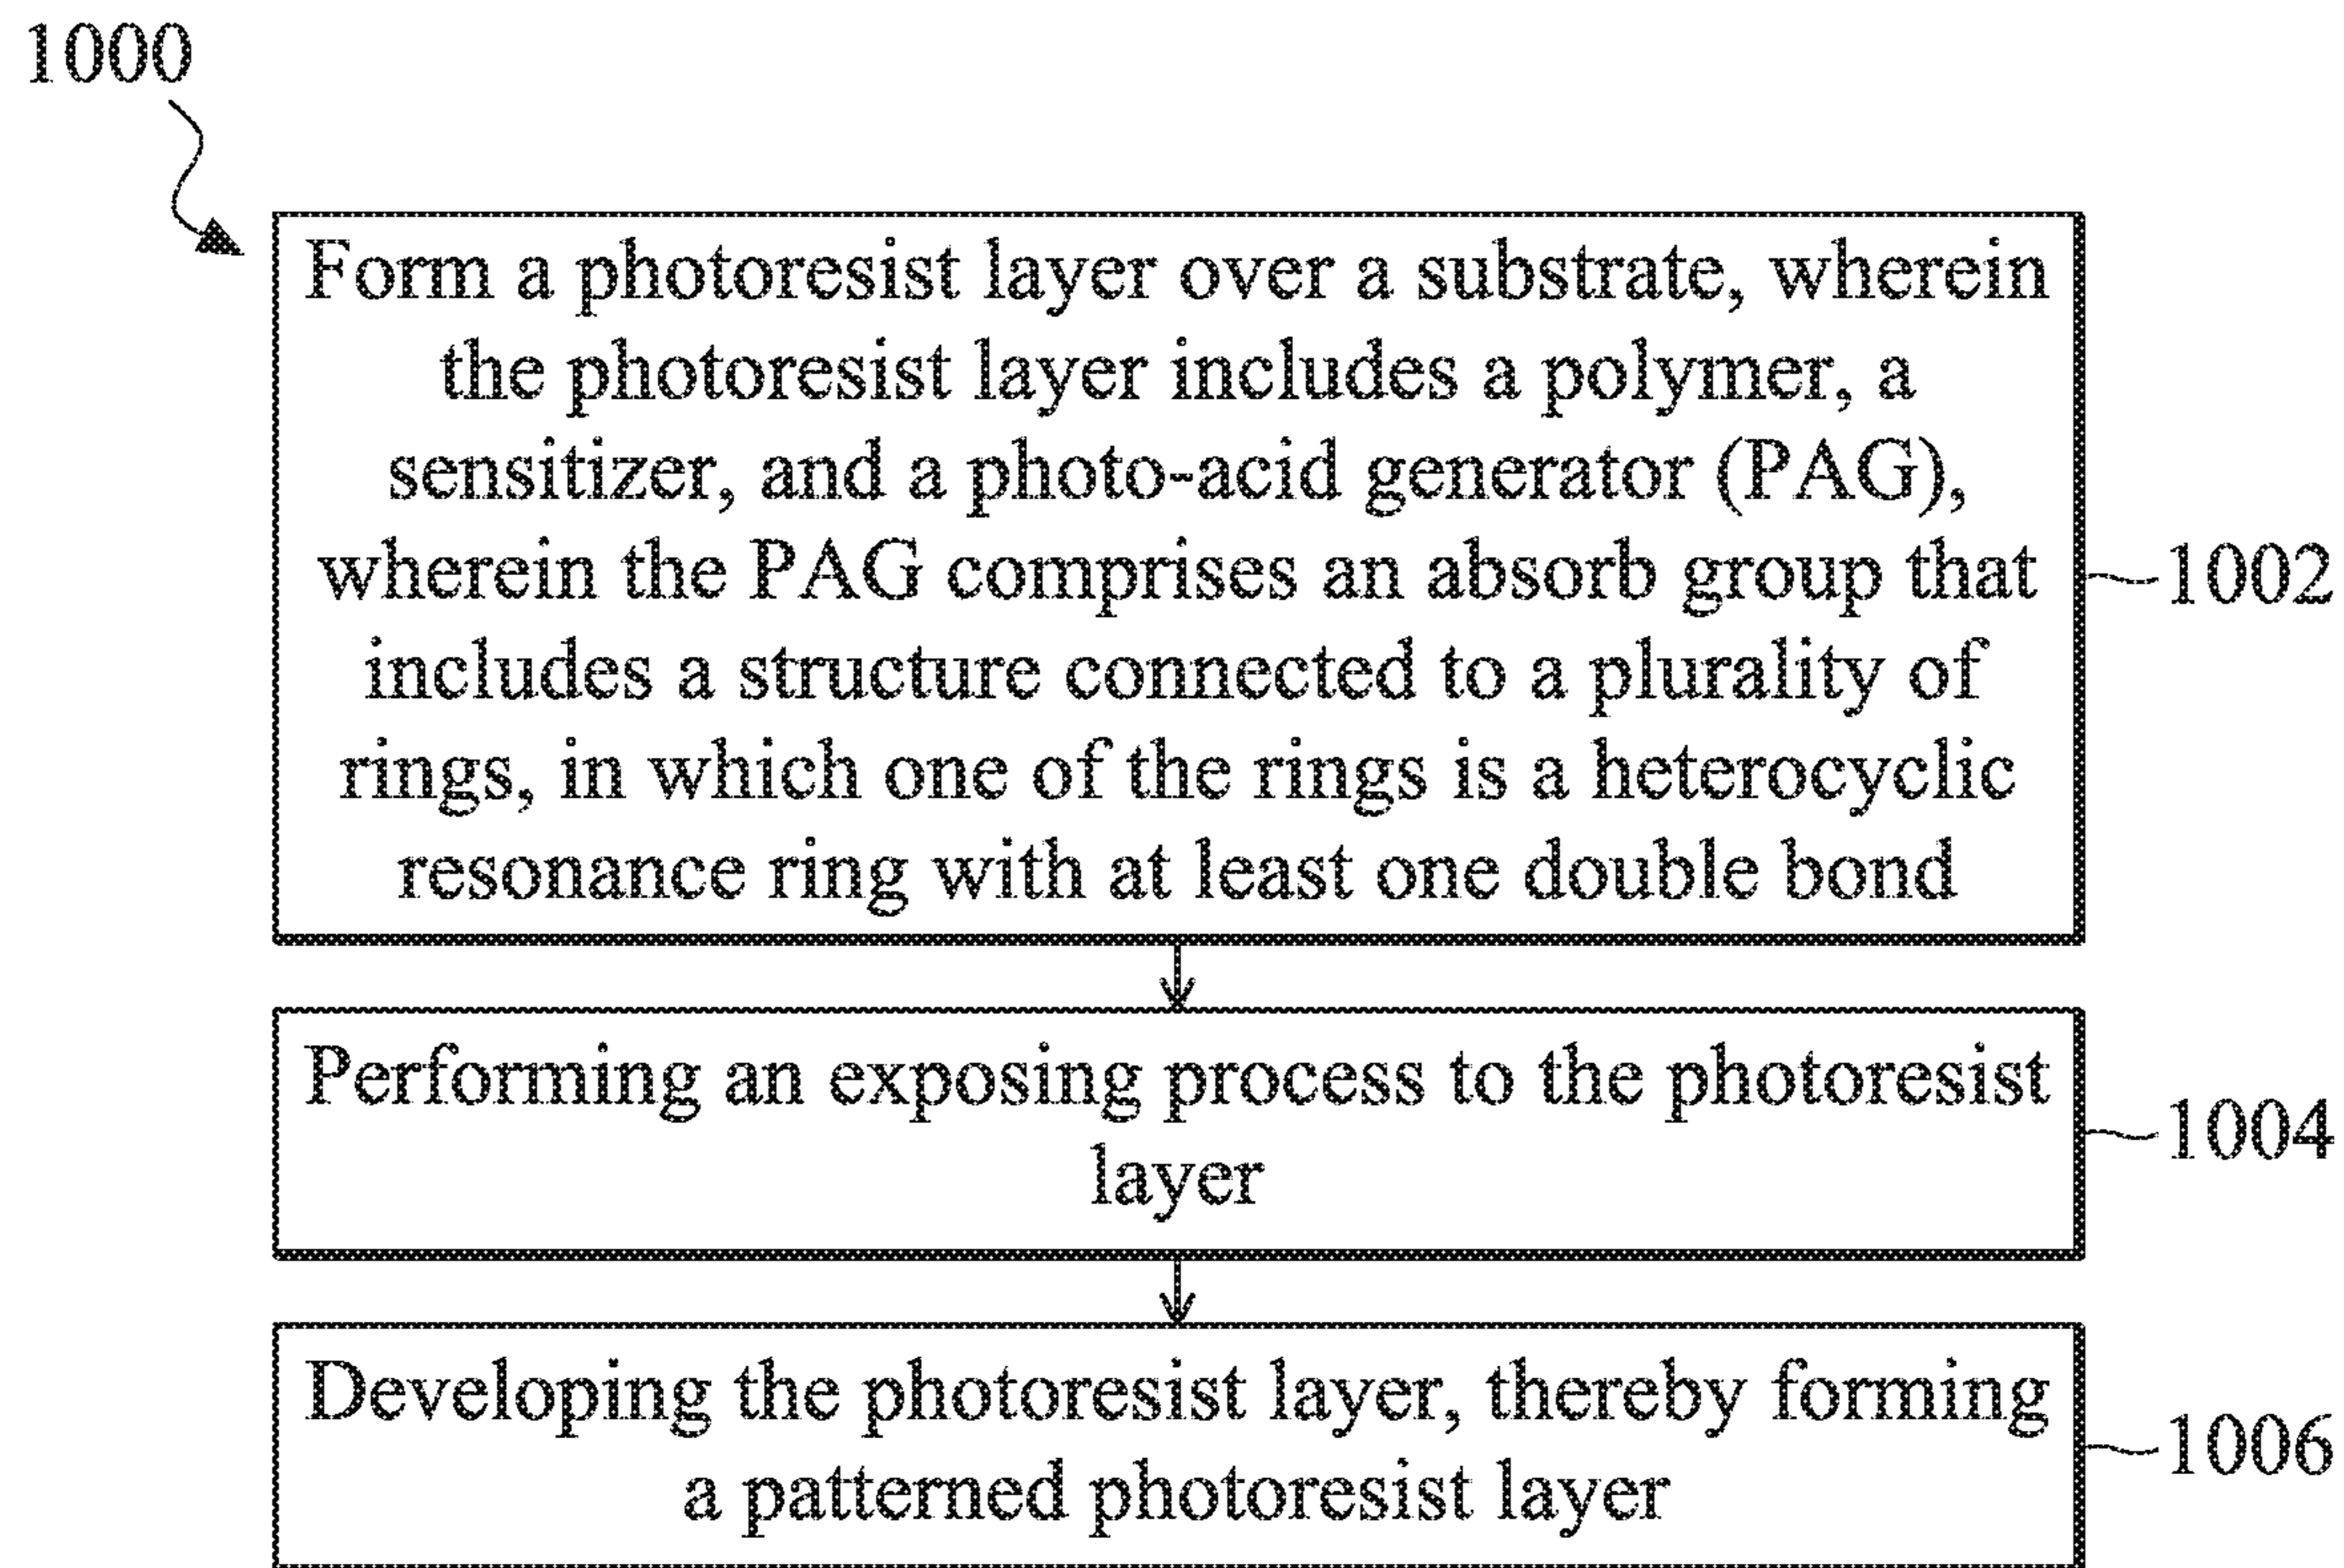 1000
Form a photoresist layer over a substrate, wherein
the photoresist layer includes a polymer, a
sensitizer, and a photo-acid generator (PAG),
wherein the PAG comprises an absorb group that
includes a structure connected to a plurality of
rings, in which one of the rings is a heterocyclic
resonance ring with at least one double bond
1002
Performing an exposing process to the photoresist
layer
1004
Developing the photoresist layer, thereby forming
a patterned photoresist layer
1006